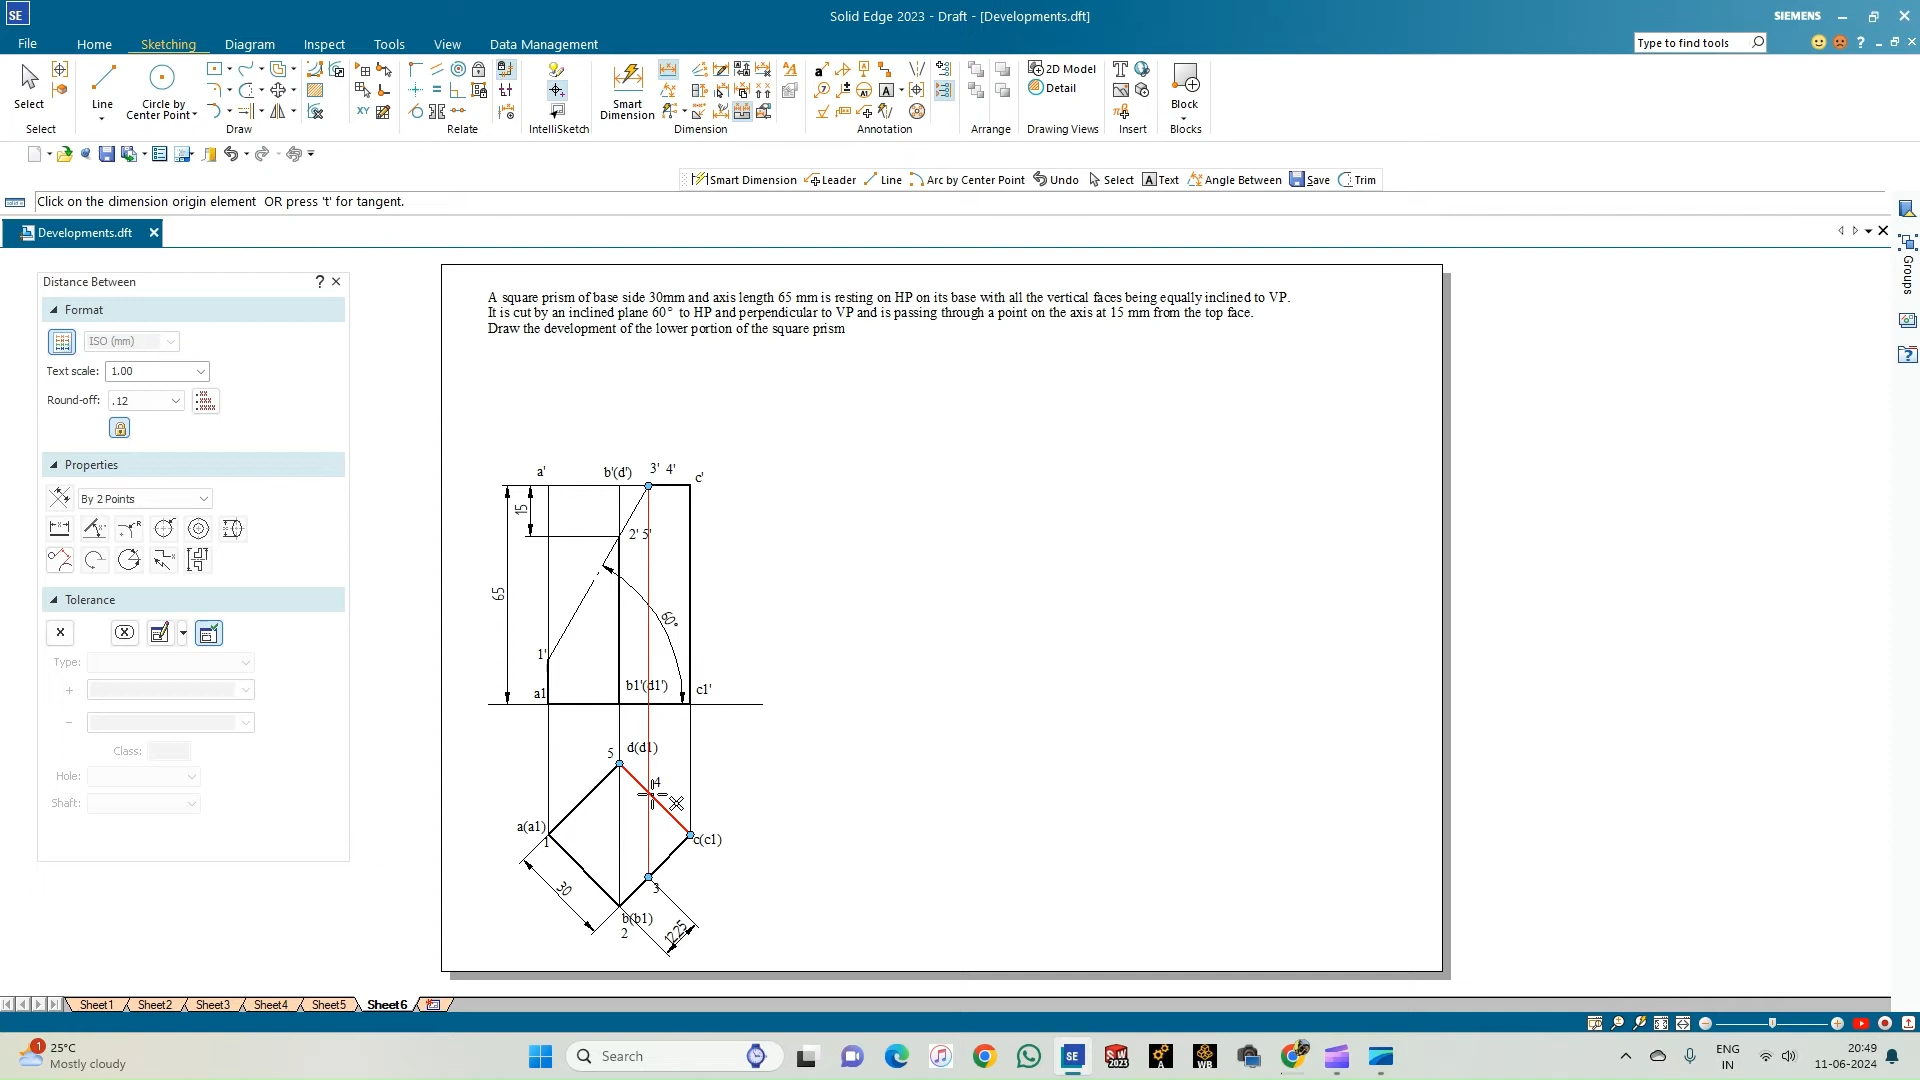 SE
Solid Edge 2023 - Draft - [Developments.dft]
SIEMENS
File
Home
Sketching
Diagram
Inspect
Tools
View
Data Management
Type to find tools
Select
Line
Circle by
Center Point
Smart
Dimension
2D Model
Detail
Block
Select
Draw
Relate
IntelliSketch
Dimension
Annotation
Arrange
Drawing Views
Insert
Blocks
Smart Dimension
Leader
Line
Arc by Center Point
Undo
Select
Text
Angle Between
Save
Trim
Click on the dimension origin element  OR press 't' for tangent.
Developments.dft
Groups
Distance Between
Format
ISO (mm)
Text scale:
1.00
Round-off:
.12
Properties
By 2 Points
Tolerance
Type:
+
-
Class:
Hole:
Shaft:
A square prism of base side 30mm and axis length 65 mm is resting on HP on its base with all the vertical faces being equally inclined to VP.
It is cut by an inclined plane 60° to HP and perpendicular to VP and is passing through a point on the axis at 15 mm from the top face.
Draw the development of the lower portion of the square prism
a'
b'(d')
3' 4'
c'
15
2' 5'
65
60°
1'
a1
b1'(d1')
c1'
5
d(d1)
4
a(a1)
1
c(c1)
30
3
b(b1)
2
12.25
Sheet1
Sheet2
Sheet3
Sheet4
Sheet5
Sheet6
1
25°C
Mostly cloudy
Search
SE
SW
2023
A
WB
ENG
IN
20:49
11-06-2024